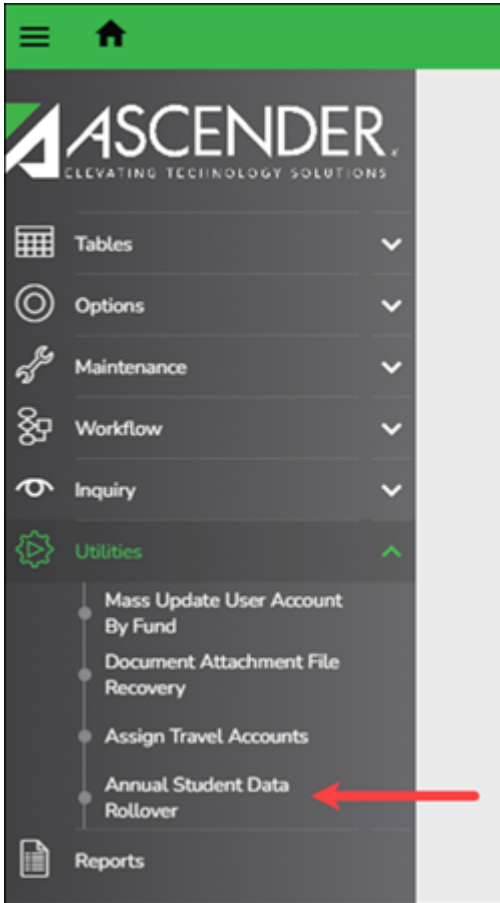 ASCENDER
ELEVATING TECHNOLOGY SOLUTIONS
Tables
Options
Maintenance
Workflow
Inquiry
Utilities
Mass Update User Account
By Fund
Document Attachment File
Recovery
Assign Travel Accounts
Annual Student Data
Rollover
Reports